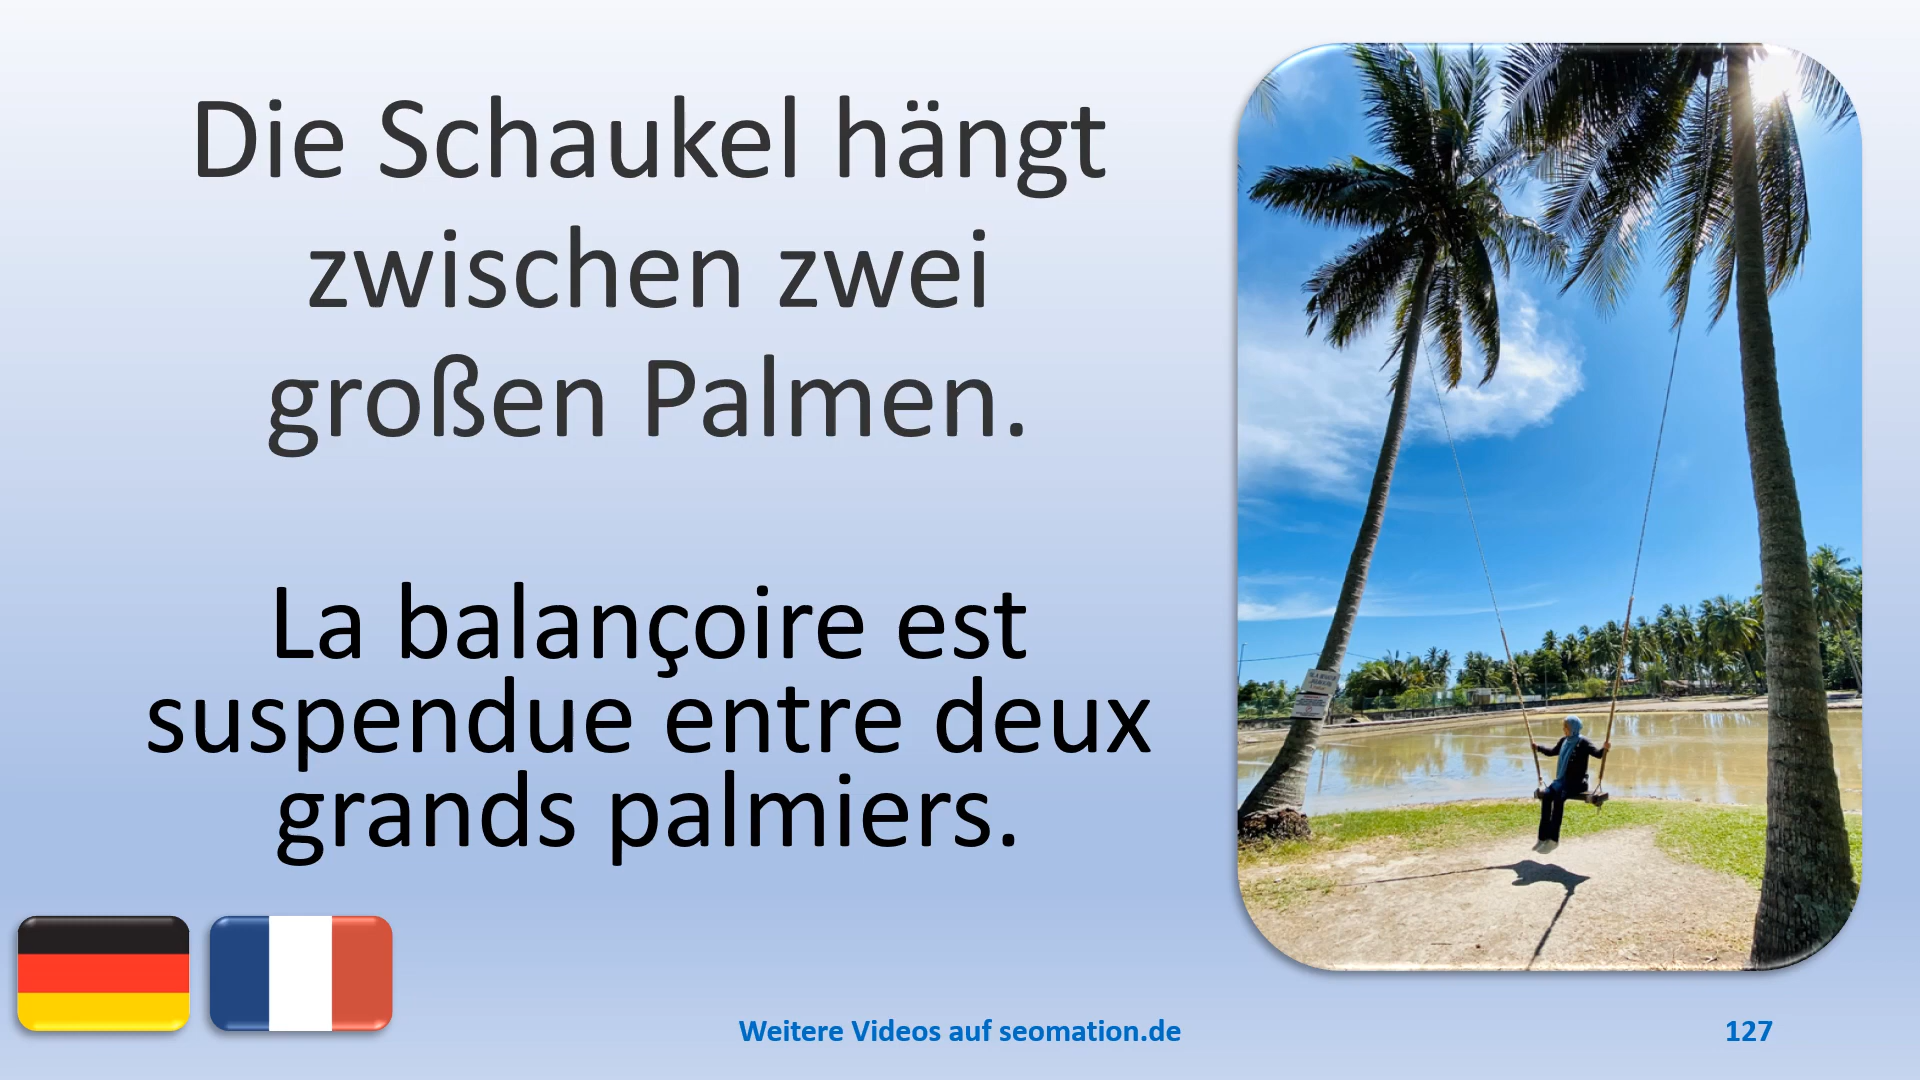 Die Schaukel hängt
zwischen zwei
großen Palmen.
La balançoire est
suspendue entre deux
grands palmiers.
Weitere Videos auf seomation.de
127